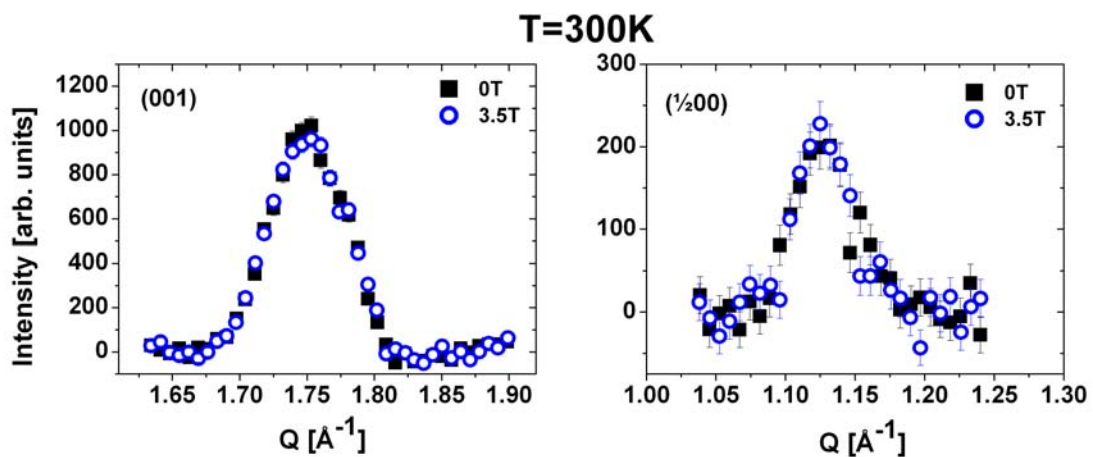 T=300K
Intensity [arb. units]
1200
1000
800
600
400
200
0
(001)
0T
3.5T
1.65 1.70 1.75 1.80 1.85 1.90
Q [Å⁻¹]
300
200
100
0
(½00)
0T
3.5T
1.00 1.05 1.10 1.15 1.20 1.25 1.30
Q [Å⁻¹]